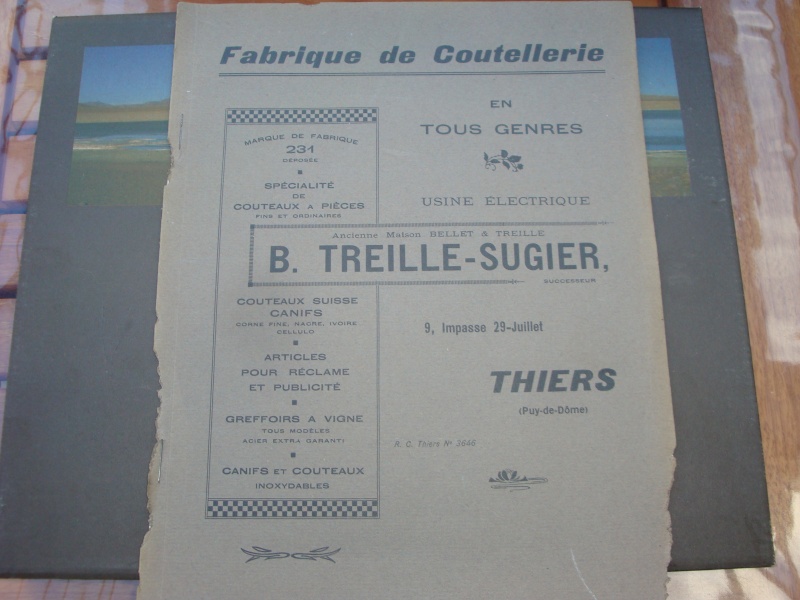 Fabrique de Coutellerie
EN
TOUS GENRES
USINE ÉLECTRIQUE
MARQUE DE FABRIQUE
231
DÉPOSÉE
SPÉCIALITÉ
DE
COUTEAUX A PIÈCES
FINS ET ORDINAIRES
Ancienne Maison BELLET & TREILLE
B. TREILLE-SUGIER,
SUCCESSEUR
COUTEAUX SUISSE
CANIFS
CORNE FINE, NACRE, IVOIRE
CELLULO
ARTICLES
POUR RÉCLAME
ET PUBLICITÉ
GREFFOIRS A VIGNE
TOUS MODÈLES
ACIER EXTRA GARANTI
CANIFS ET COUTEAUX
INOXYDABLES
9, Impasse 29-Juillet
THIERS
(Puy-de-Dôme)
R. C. Thiers Nº 3646